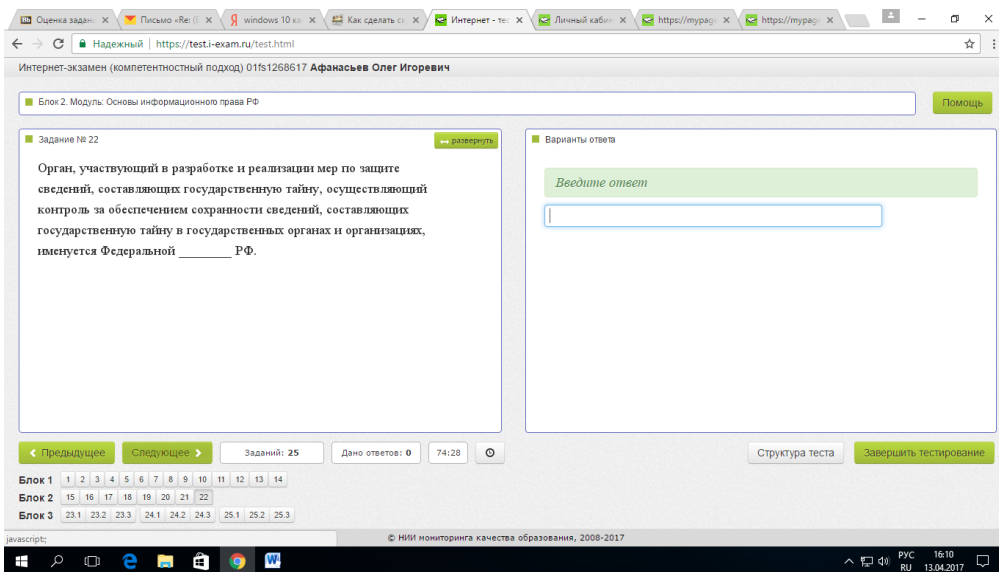 Оценка задани
Письмо «Re: (Б
windows 10 ка
Как сделать ск
Интернет - тес
Личный кабин
https://mypage
https://mypage
Надежный https://test.i-exam.ru/test.html
Интернет-экзамен (компетентностный подход) 01fs1268617 Афанасьев Олег Игоревич
Блок 2. Модуль: Основы информационного права РФ
Помощь
Задание № 22
развернуть
Орган, участвующий в разработке и реализации мер по защите
сведений, составляющих государственную тайну, осуществляющий
контроль за обеспечением сохранности сведений, составляющих
государственную тайну в государственных органах и организациях,
именуется Федеральной ________ РФ.
Варианты ответа
Введите ответ
Предыдущее
Следующее
Заданий: 25
Дано ответов: 0
74:28
Структура теста
Завершить тестирование
Блок 1 1 2 3 4 5 6 7 8 9 10 11 12 13 14
Блок 2 15 16 17 18 19 20 21 22
Блок 3 23.1 23.2 23.3 24.1 24.2 24.3 25.1 25.2 25.3
javascript:;
© НИИ мониторинга качества образования, 2008-2017
РУС
RU
16:10
13.04.2017